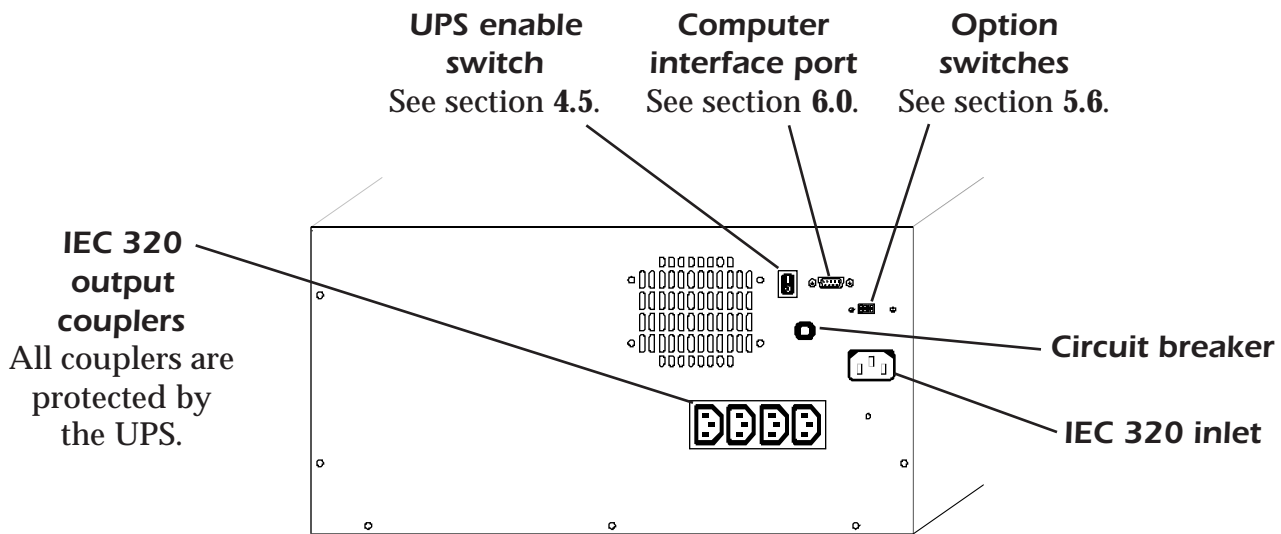 UPS enable
switch
See section 4.5.
Computer
interface port
See section 6.0.
Option
switches
See section 5.6.
IEC 320
output
couplers
All couplers are
protected by
the UPS.
Circuit breaker
IEC 320 inlet